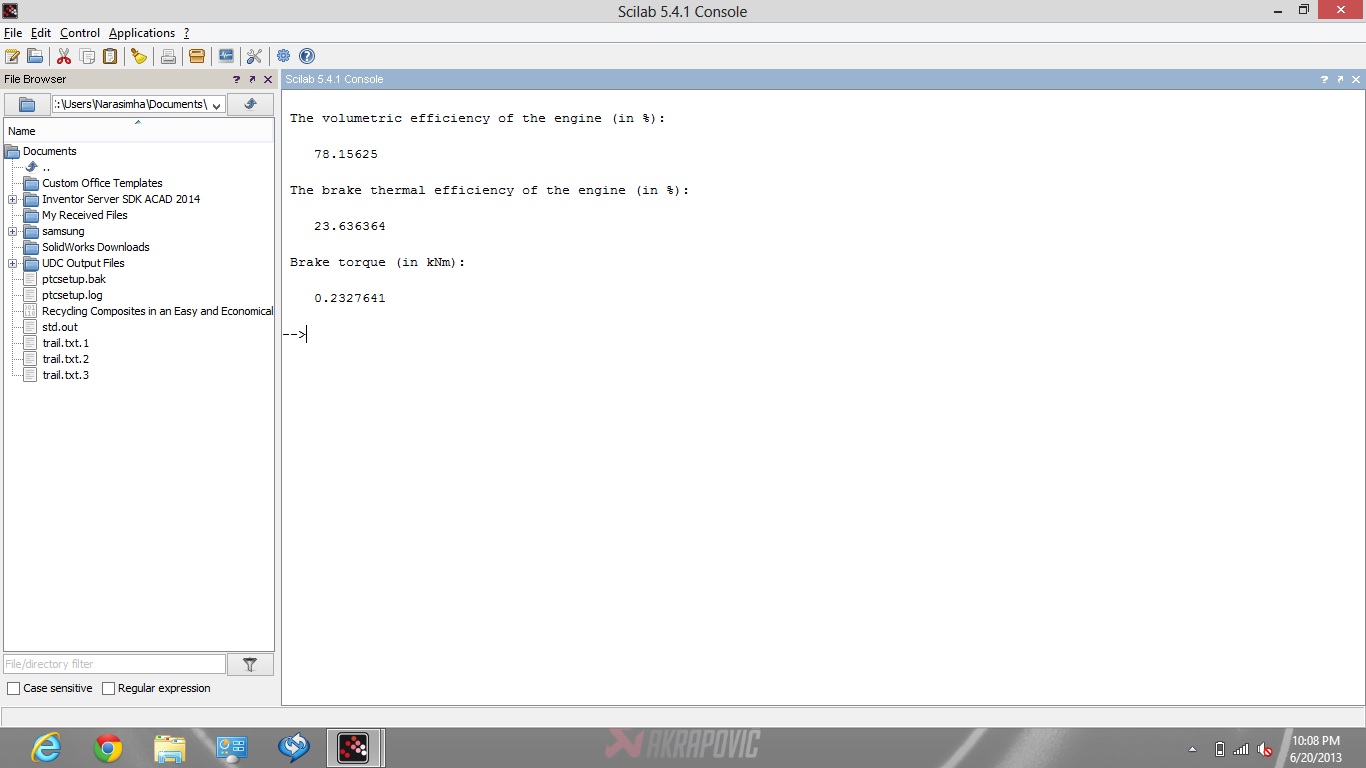 Scilab 5.4.1 Console
File Edit Control Applications ?
File Browser
Scilab 5.4.1 Console
:\Users\Narasimha\Documents\
Name
Documents
..
Custom Office Templates
Inventor Server SDK ACAD 2014
My Received Files
samsung
SolidWorks Downloads
UDC Output Files
ptcsetup.bak
ptcsetup.log
Recycling Composites in an Easy and Economical
std.out
trail.txt.1
trail.txt.2
trail.txt.3
File/directory filter
Case sensitive Regular expression
The volumetric efficiency of the engine (in %):
78.15625
The brake thermal efficiency of the engine (in %):
23.636364
Brake torque (in kNm):
0.2327641
-->
AKRAPOVIC
10:08 PM
6/20/2013